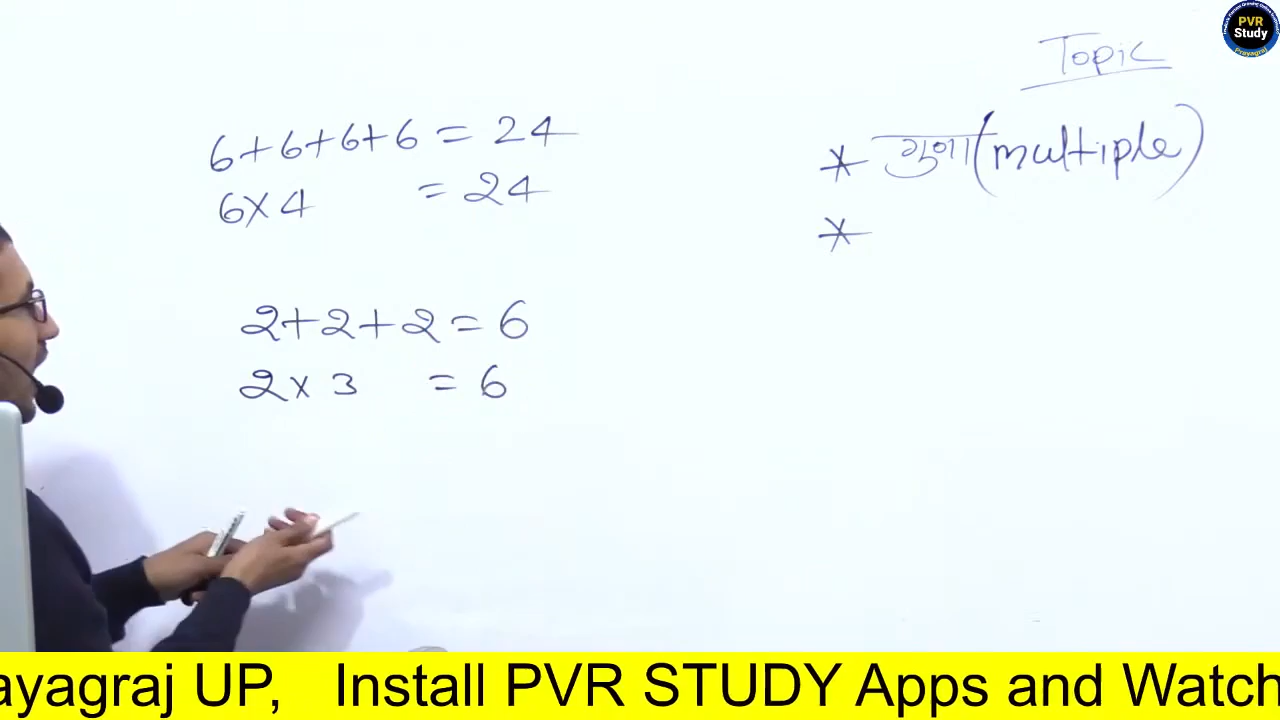 PVR
Study
Prayagraj
Topic
* गुणा (multiple)
*
6+6+6+6 = 24
6×4 = 24
2+2+2=6
2×3 = 6
ayagraj UP, Install PVR STUDY Apps and Watch